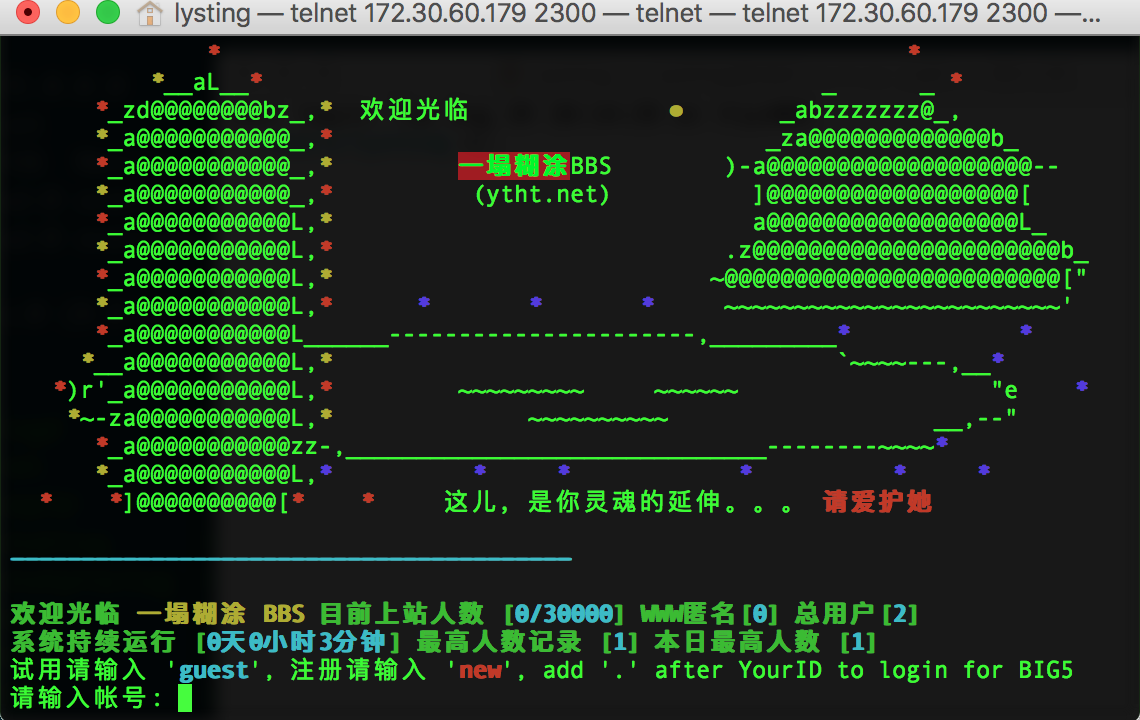 lysting — telnet 172.30.60.179 2300 — telnet — telnet 172.30.60.179 2300 —...
欢迎光临
一塌糊涂BBS
(ytht.net)
这儿，是你灵魂的延伸。。。 请爱护她
欢迎光临 一塌糊涂 BBS 目前上站人数 [0/30000] WWW匿名[0] 总用户[2]
系统持续运行 [0天0小时3分钟] 最高人数记录 [1] 本日最高人数 [1]
试用请输入 'guest', 注册请输入 'new', add '.' after YourID to login for BIG5
请输入帐号: